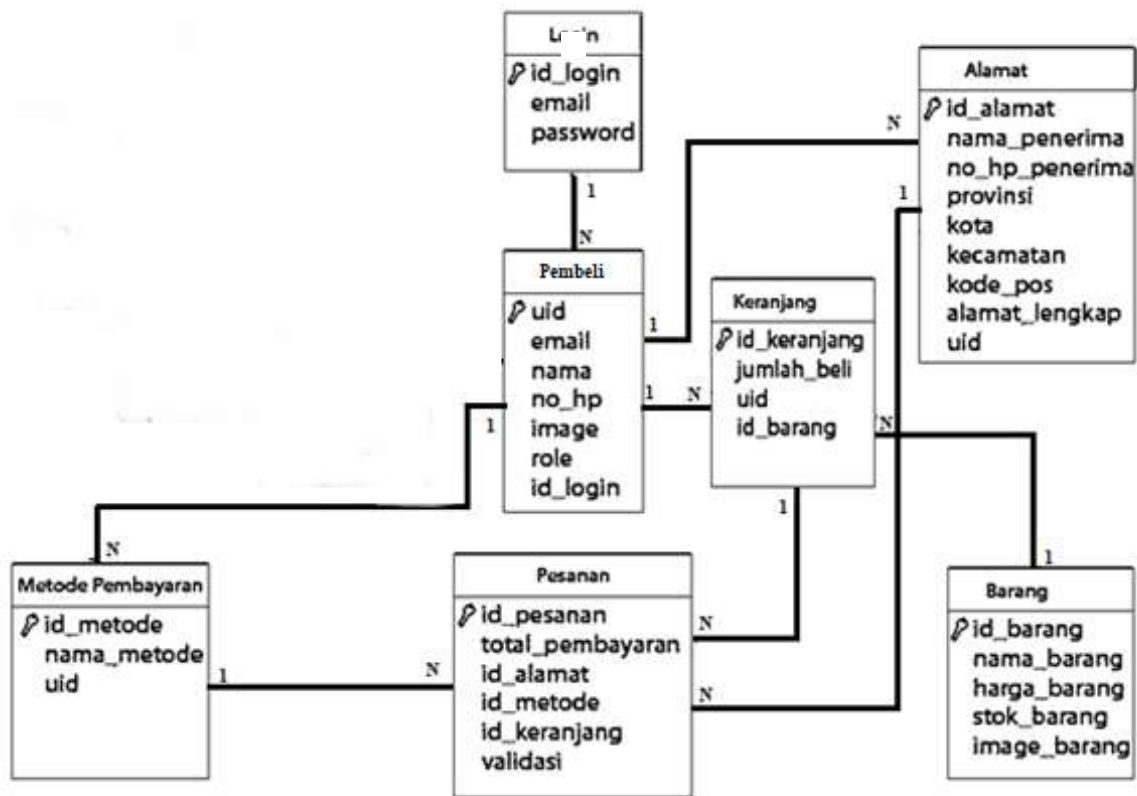 id_login
email
password
Alamat
id_alamat
nama_penerima
no_hp_penerima
provinsi
kota
kecamatan
kode_pos
alamat_lengkap
uid
N
1
1
N
Pembeli
uid
email
nama
no_hp
image
role
id_login
1
1
1
N
Keranjang
id_keranjang
jumlah_beli
uid
id_barang
N
1
1
N
Metode Pembayaran
id_metode
nama_metode
uid
1
N
Pesanan
id_pesanan
total_pembayaran
id_alamat
id_metode
id_keranjang
validasi
N
N
Barang
id_barang
nama_barang
harga_barang
stok_barang
image_barang